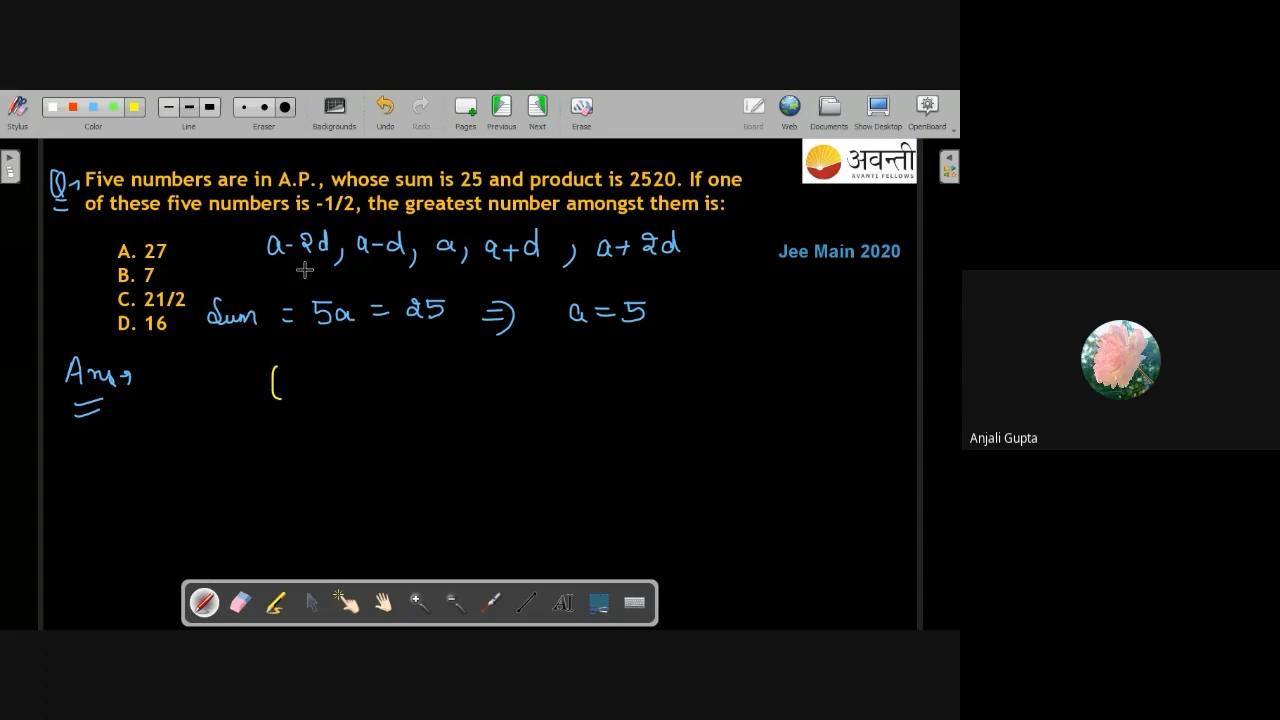 Stylus
Color
Line
Eraser
Backgrounds
Undo
Redo
Pages
Previous
Next
Erase
Board
Web
Documents
Show Desktop
OpenBoard
अवन्ती
AVANTI FELLOWS
Q→ Five numbers are in A.P., whose sum is 25 and product is 2520. If one
of these five numbers is -1/2, the greatest number amongst them is:
a-2d, a-d, a, a+d, a+2d
Jee Main 2020
A. 27
B. 7
C. 21/2
D. 16
Sum = 5a = 25 ⇒ a = 5
Ans→
(
AI
Anjali Gupta